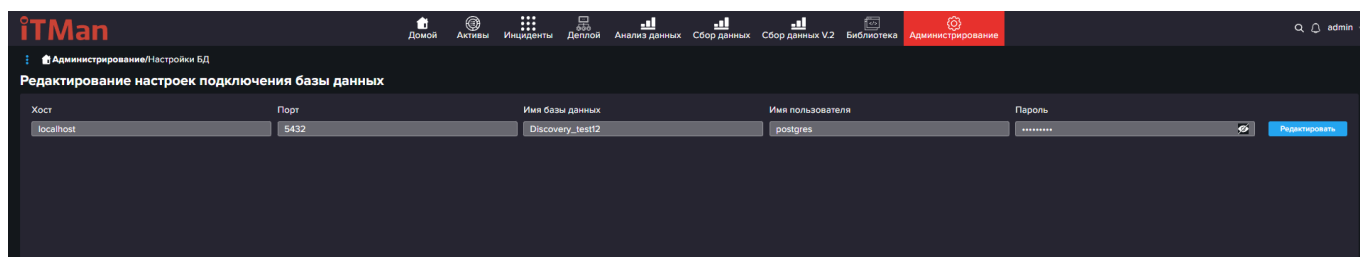 iTMan
Домой Активы Инциденты Деплой Анализ данных Сбор данных Сбор данных V.2 Библиотека Администрирование admin
Администрирование/Настройки БД
Редактирование настроек подключения базы данных
Хост Порт Имя базы данных Имя пользователя Пароль
localhost 5432 Discovery_test12 postgres ••••••••• Редактировать